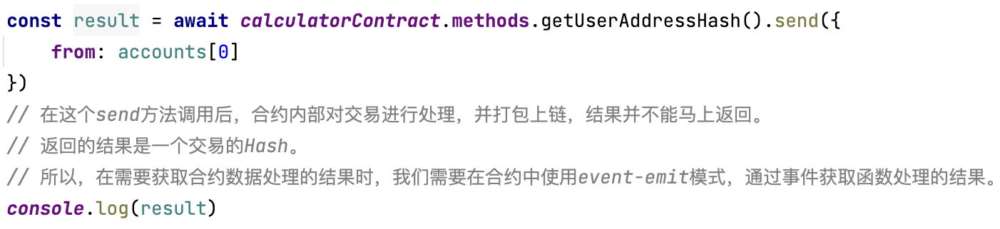 const result = await calculatorContract.methods.getUserAddressHash().send({
    from: accounts[0]
})
// 在这个send方法调用后，合约内部对交易进行处理，并打包上链，结果并不能马上返回。
// 返回的结果是一个交易的Hash。
// 所以，在需要获取合约数据处理的结果时，我们需要在合约中使用event-emit模式，通过事件获取函数处理的结果。
console.log(result)